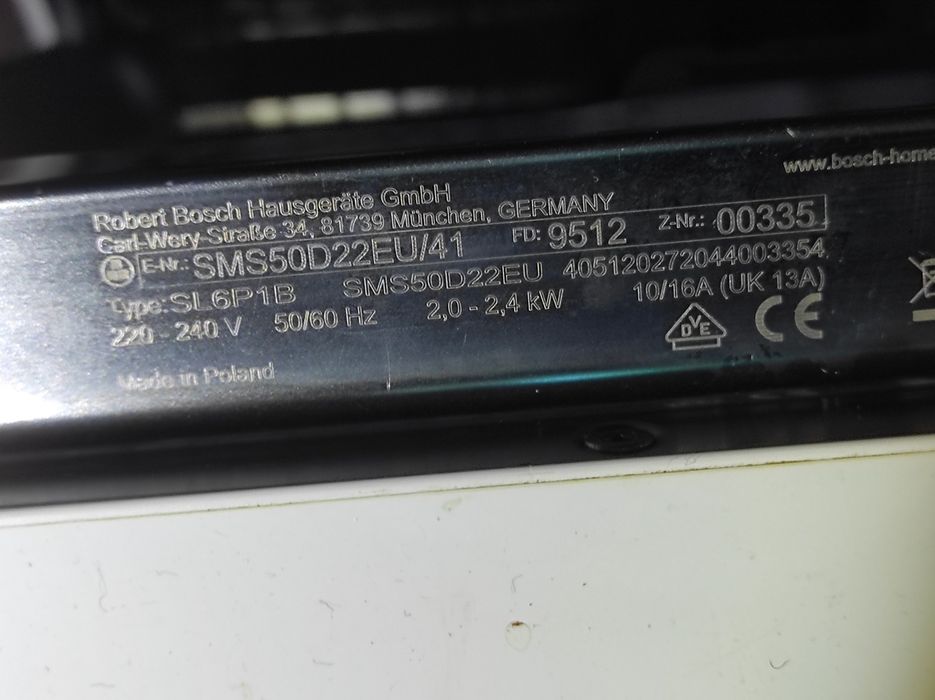 www.bosch-home
Robert Bosch Hausgeräte GmbH
Carl-Wery-Straße 34, 81739 München, GERMANY
E-Nr.: SMS50D22EU/41 FD: 9512 Z-Nr.: 00335
Type: SL6P1B SMS50D22EU 405120272044003354
220 - 240 V 50/60 Hz 2,0 - 2,4 kW 10/16A (UK 13A)
DVE CE
Made in Poland